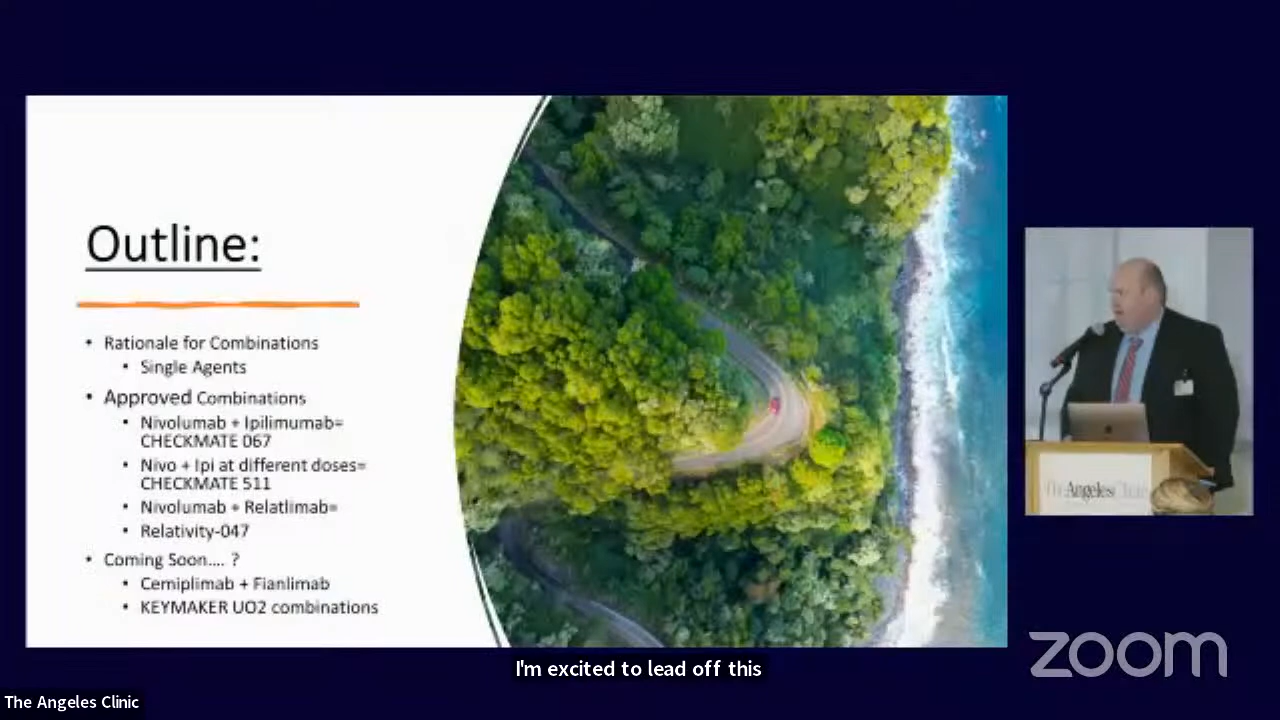 Outline:
• Rationale for Combinations
• Single Agents
• Approved Combinations
• Nivolumab + Ipilimumab=
CHECKMATE 067
• Nivo + Ipi at different doses=
CHECKMATE 511
• Nivolumab + Relatlimab=
• Relativity-047
• Coming Soon.... ?
• Cemiplimab + Fianlimab
• KEYMAKER UO2 combinations
The Angeles Clinic
zoom
I'm excited to lead off this
The Angeles Clinic